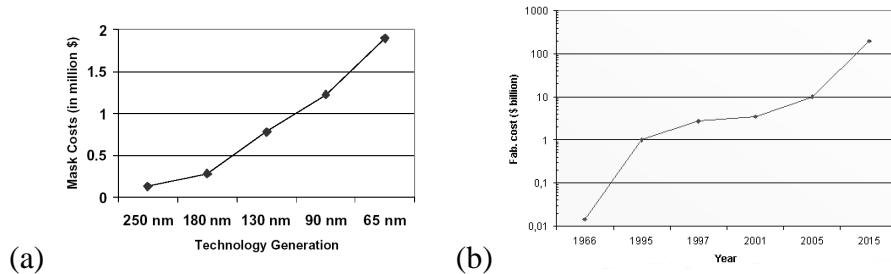 Mask Costs (in million $)
2
1.5
1
0.5
0
250 nm 180 nm 130 nm 90 nm 65 nm
Technology Generation
(a)
Fab. cost ($ billion)
1000
100
10
1
0,1
0,01
1966 1995 1997 2001 2005 2015
Year
(b)